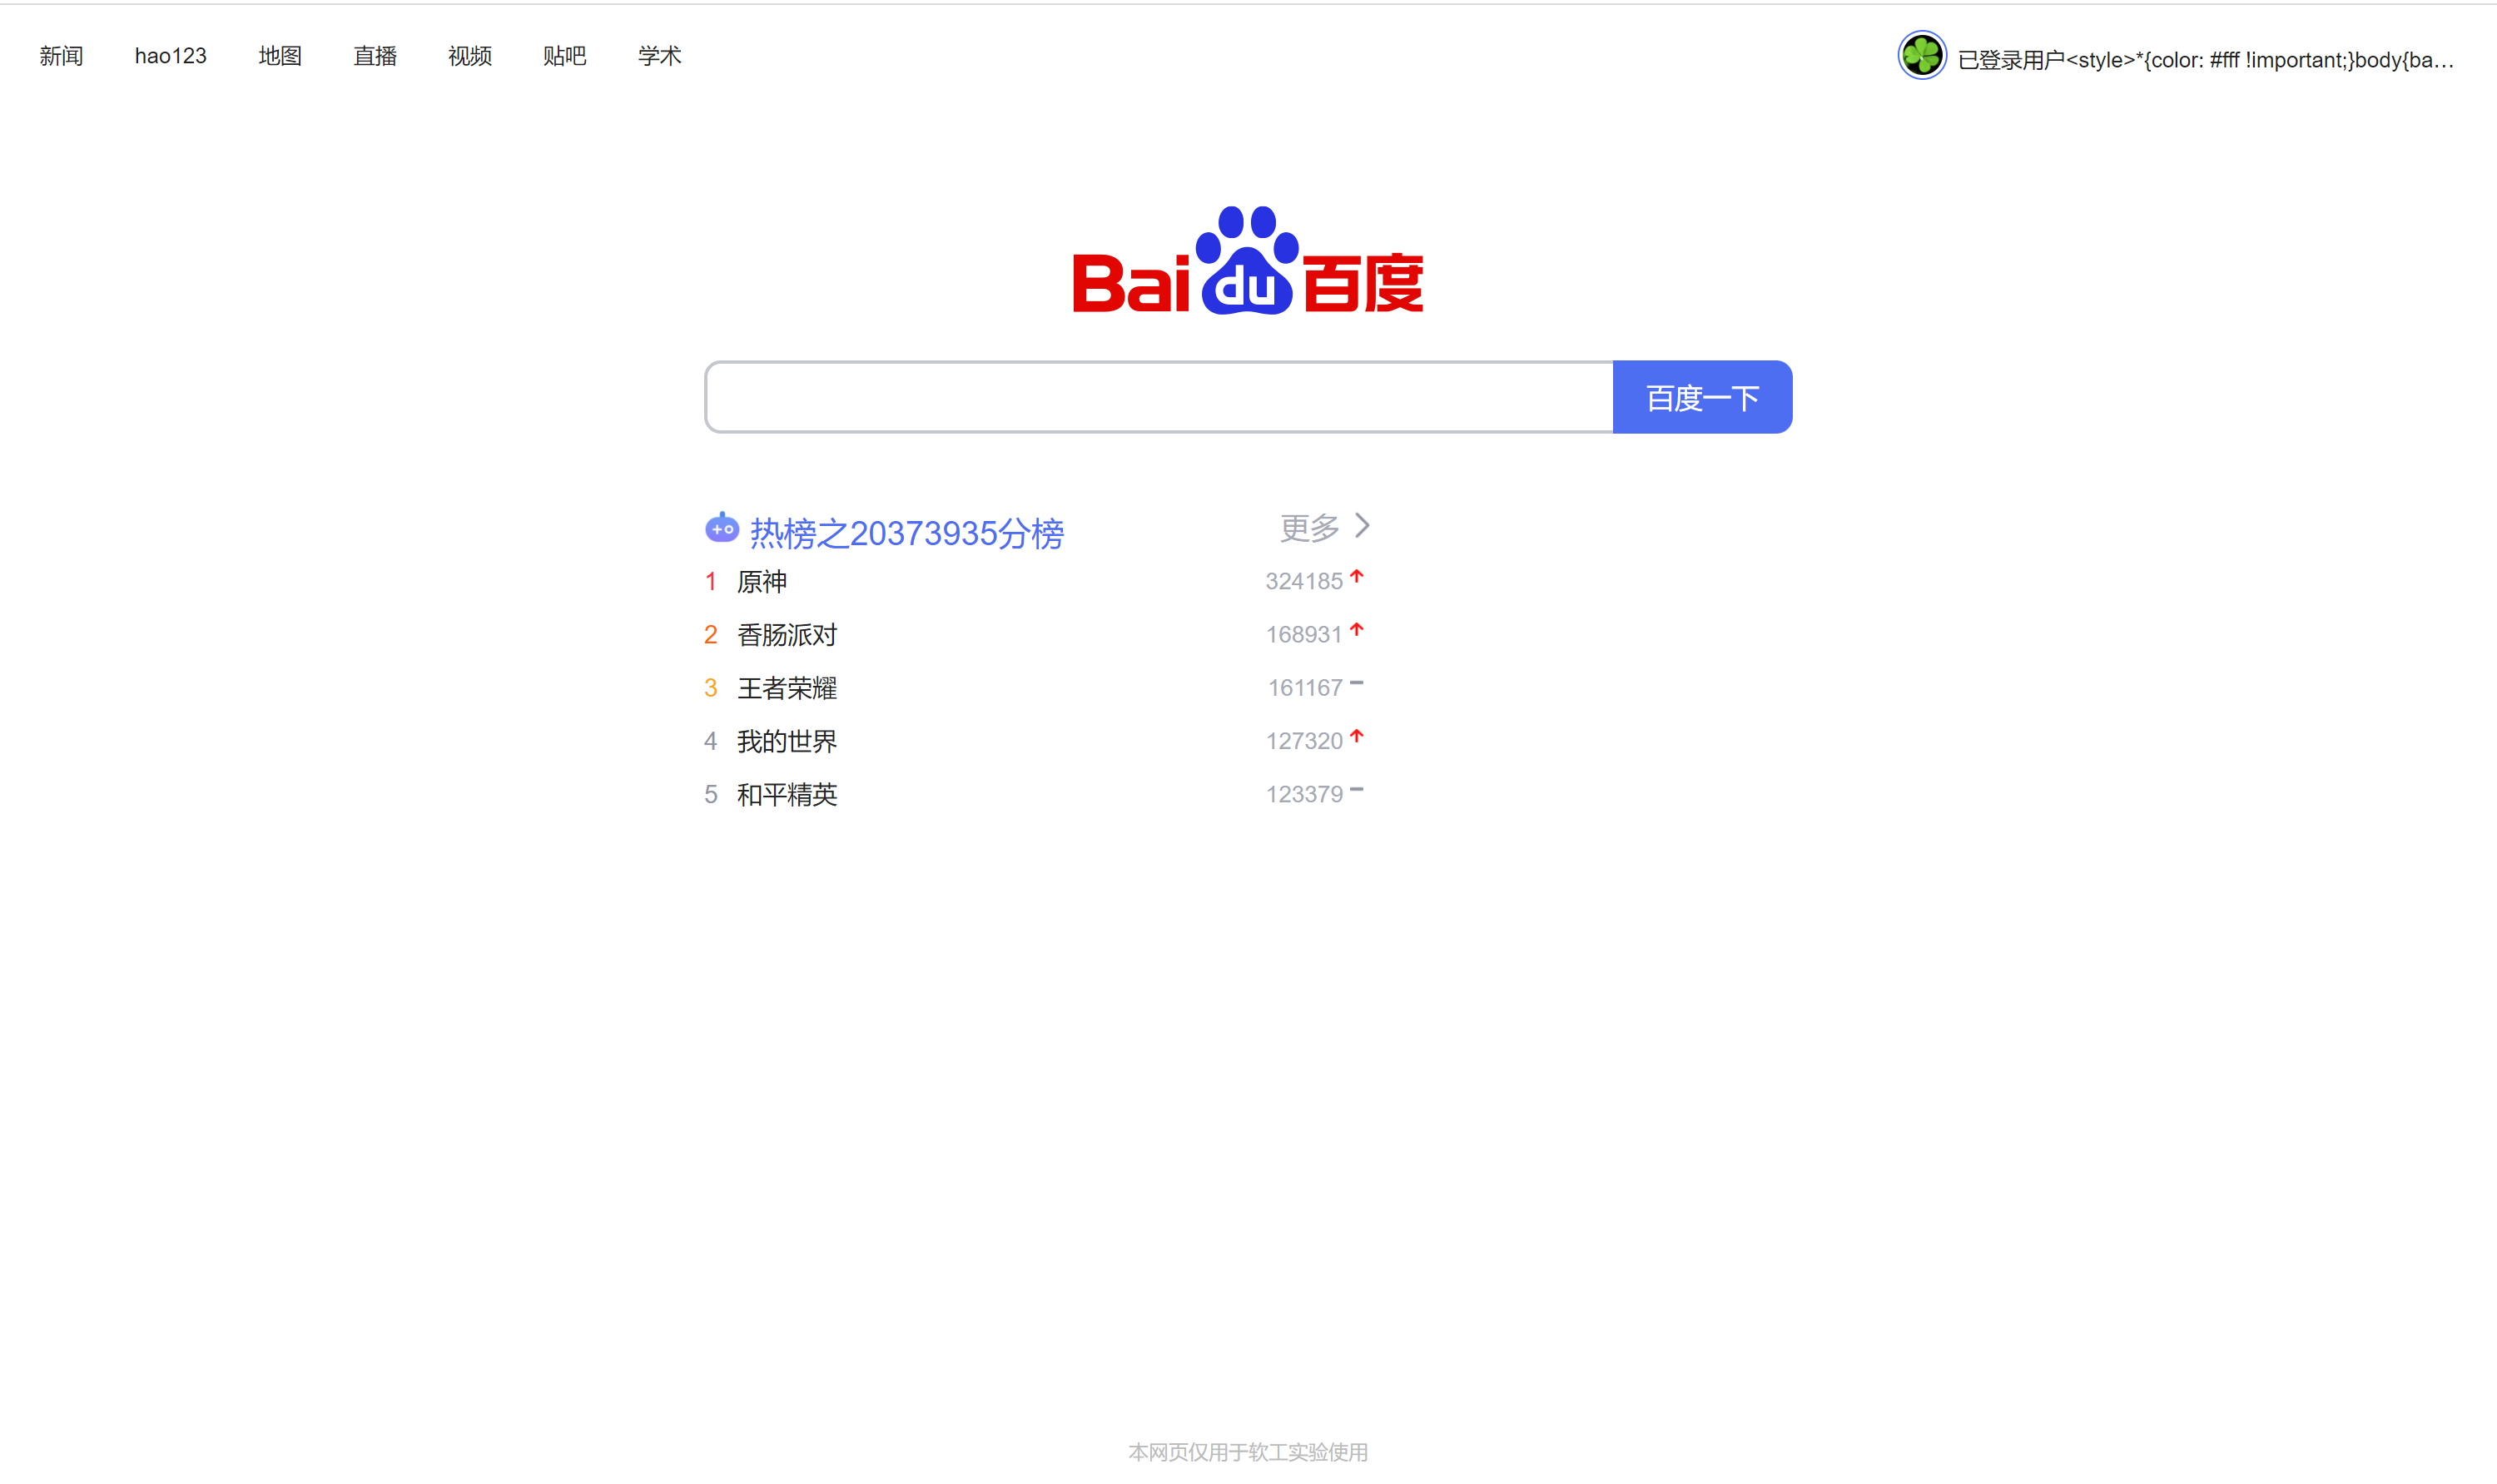 新闻 hao123 地图 直播 视频 贴吧 学术
已登录用户<style>*{color: #fff !important;}body{ba…
Bai du 百度
百度一下
热榜之20373935分榜 更多
1 原神 324185
2 香肠派对 168931
3 王者荣耀 161167
4 我的世界 127320
5 和平精英 123379
本网页仅用于软工实验使用